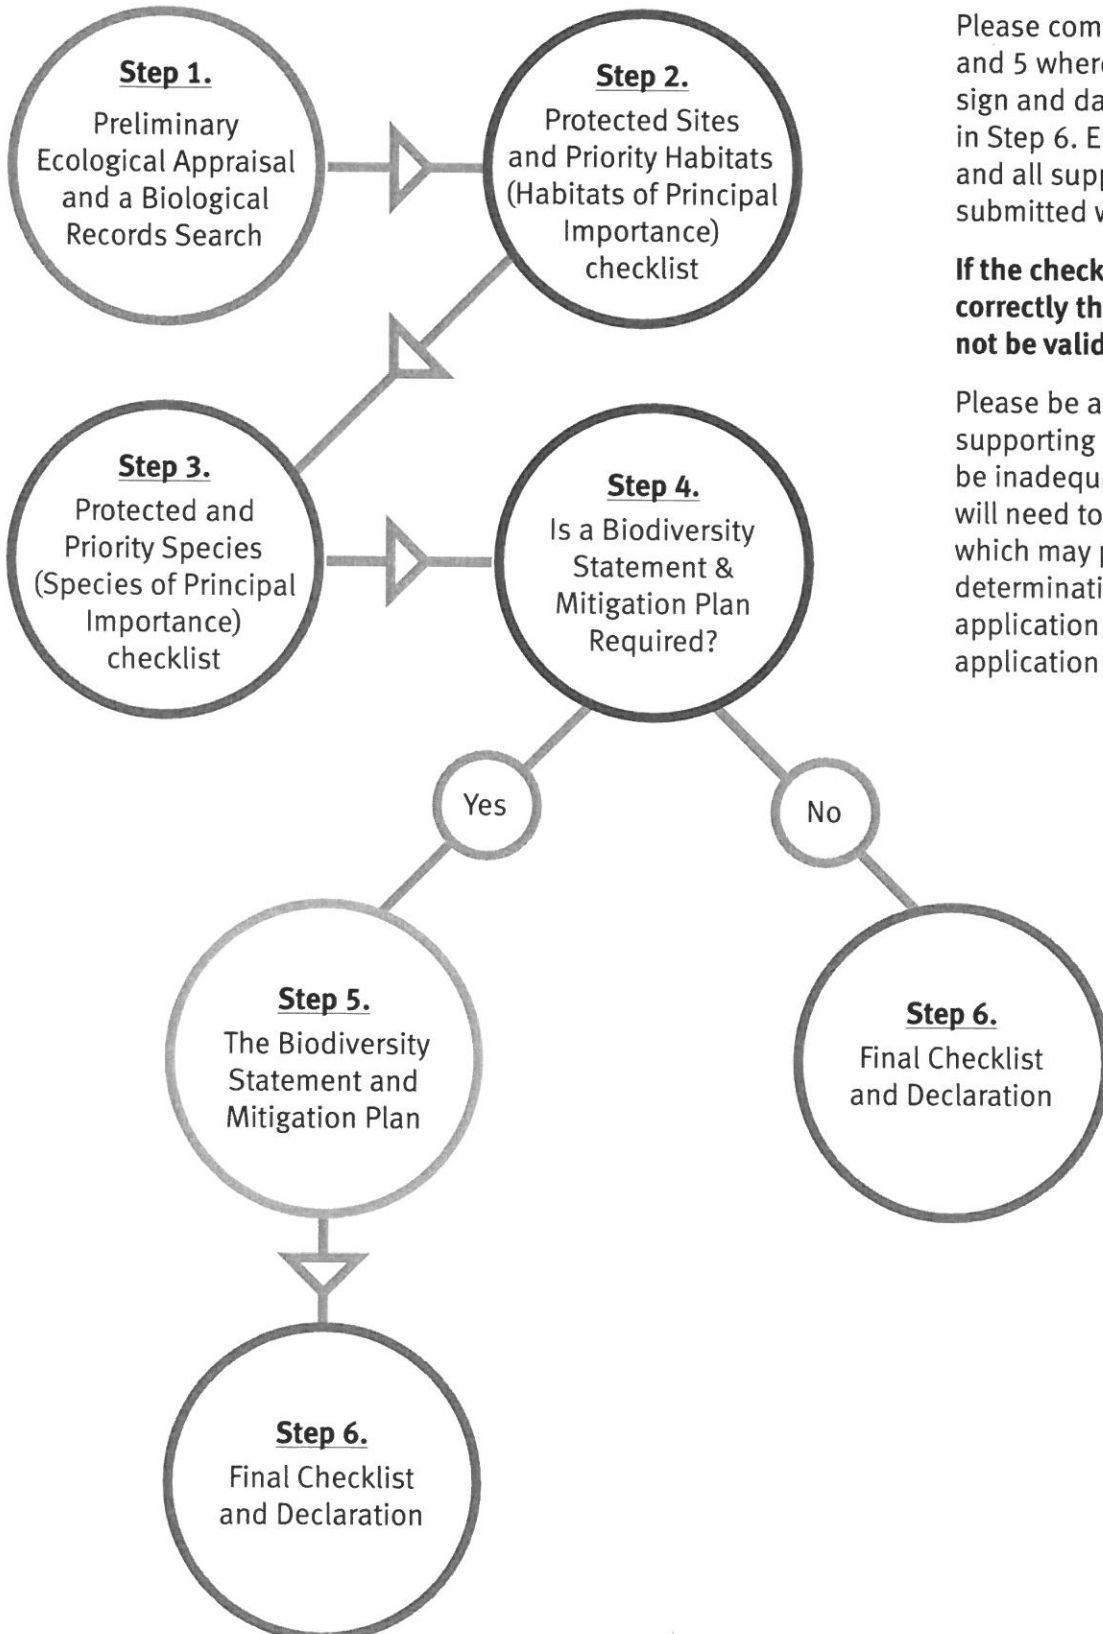 Step 1.
Preliminary
Ecological Appraisal
and a Biological
Records Search
Step 2.
Protected Sites
and Priority Habitats
(Habitats of Principal
Importance)
checklist
Step 3.
Protected and
Priority Species
(Species of Principal
Importance)
checklist
Step 4.
Is a Biodiversity
Statement &
Mitigation Plan
Required?
Yes
No
Step 5.
The Biodiversity
Statement and
Mitigation Plan
Step 6.
Final Checklist
and Declaration
Step 6.
Final Checklist
and Declaration
Please com
and 5 where
sign and da
in Step 6. E
and all supp
submitted w
If the check
correctly th
not be valid
Please be a
supporting
be inadequa
will need to
which may p
determinati
application
application